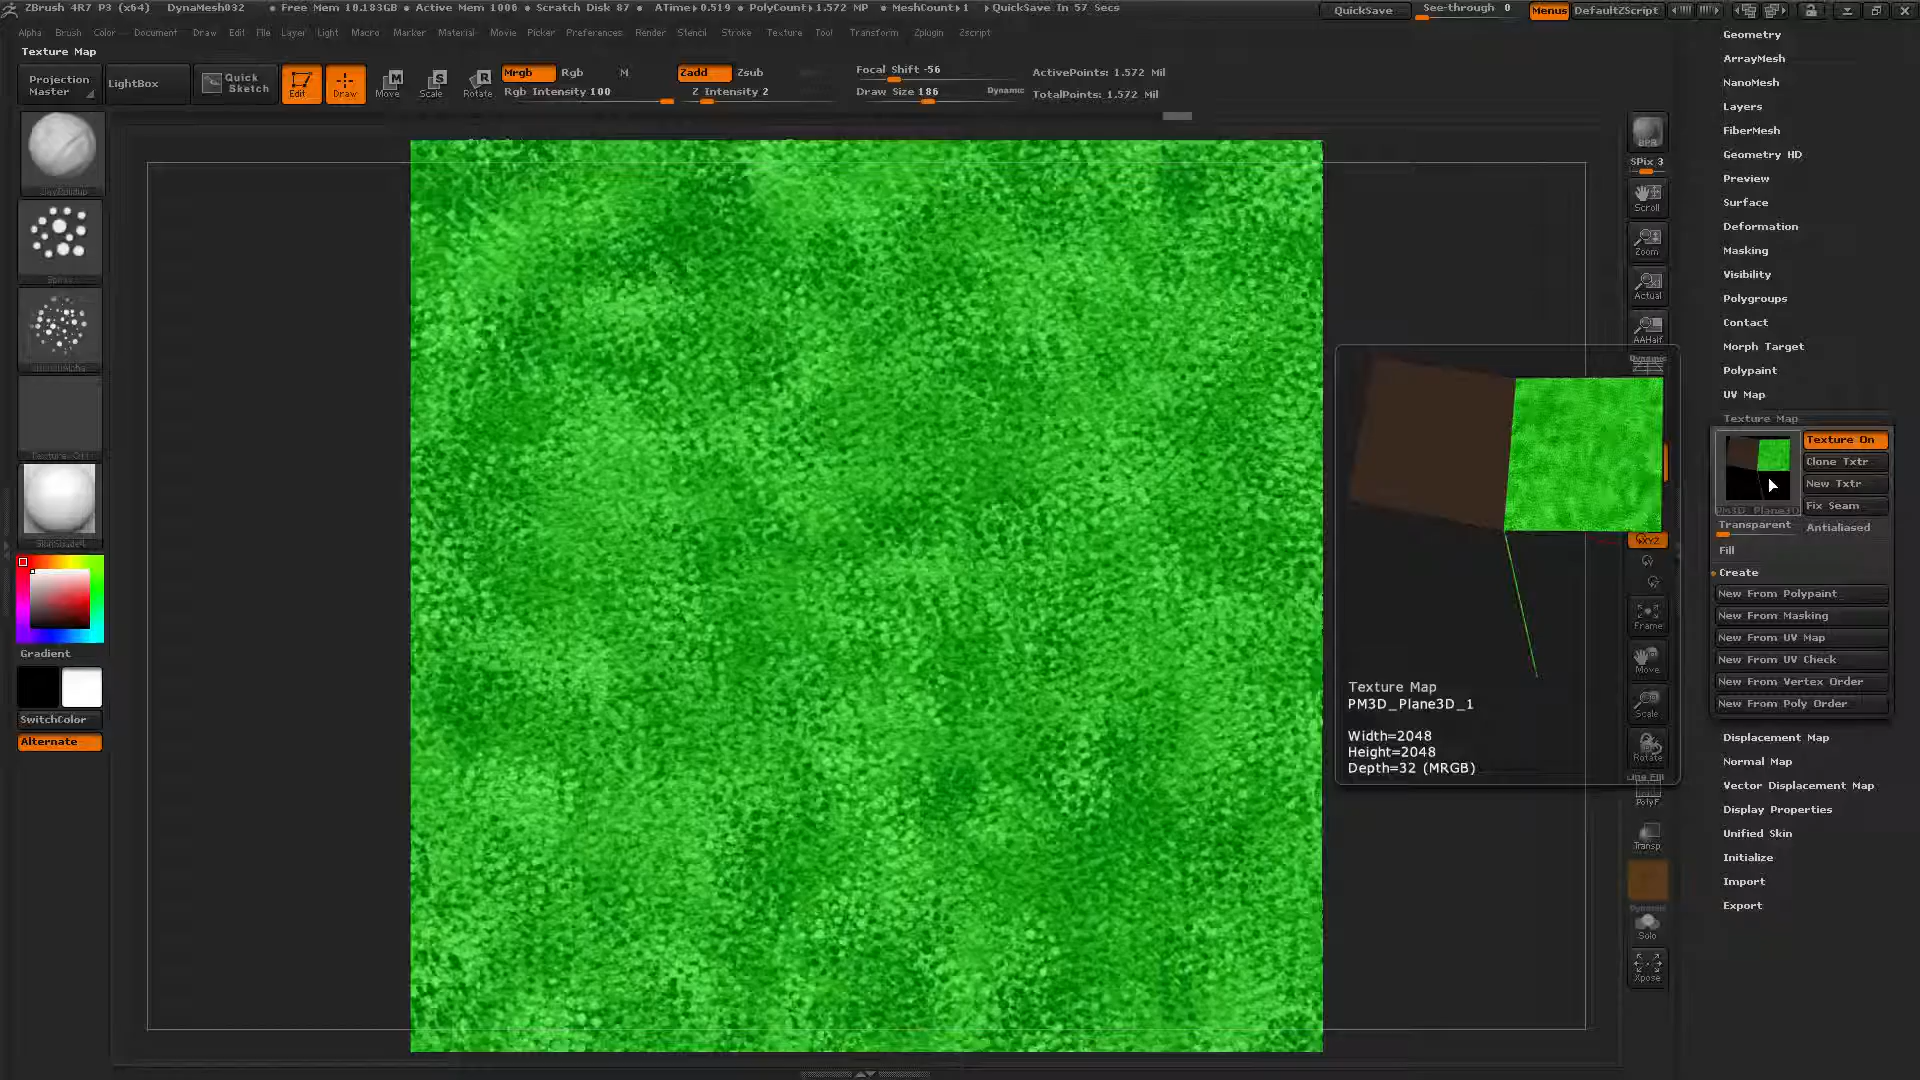 ZBrush 4R7 P3 (x64) DynaMesh032 • Free Mem 10.183GB • Active Mem 1006 • Scratch Disk 87 • ATime▸0.519 • PolyCount▸1.572 MP • MeshCount▸1 ▸QuickSave In 57 Secs QuickSave See-through 0 Menus DefaultZScript
Alpha Brush Color Document Draw Edit File Layer Light Macro Marker Material Movie Picker Preferences Render Stencil Stroke Texture Tool Transform Zplugin Zscript
Texture Map
Projection Master
LightBox
Quick Sketch
Edit
Draw
Move
Scale
Rotate
Mrgb Rgb M
Rgb Intensity 100
Zadd Zsub
Z Intensity 2
Focal Shift -56
Draw Size 186 Dynamic
ActivePoints: 1.572 Mil
TotalPoints: 1.572 Mil
Gradient
SwitchColor
Alternate
BPR
SPix 3
Scroll
Zoom
Actual
AAHalf
Dynamic
XYZ
Frame
Move
Scale
Rotate
Line Fill
PolyF
Transp
Dynamic
Solo
Xpose
Texture Map
PM3D_Plane3D_1
Width=2048
Height=2048
Depth=32 (MRGB)
Geometry
ArrayMesh
NanoMesh
Layers
FiberMesh
Geometry HD
Preview
Surface
Deformation
Masking
Visibility
Polygroups
Contact
Morph Target
Polypaint
UV Map
Texture Map
Texture On
Clone Txtr
New Txtr
Fix Seam
Transparent Antialiased
Fill
Create
New From Polypaint
New From Masking
New From UV Map
New From UV Check
New From Vertex Order
New From Poly Order
Displacement Map
Normal Map
Vector Displacement Map
Display Properties
Unified Skin
Initialize
Import
Export